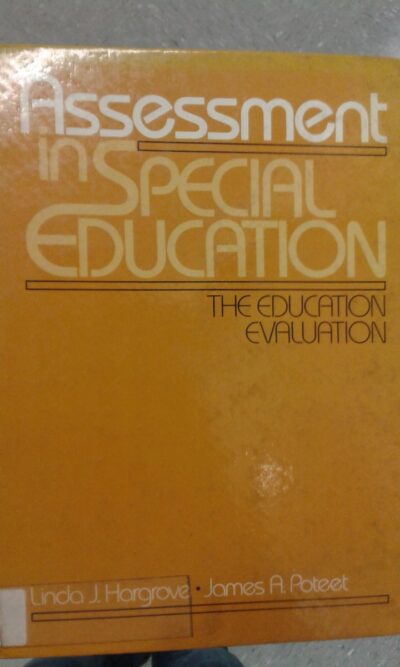 Assessment
in Special
Education
THE EDUCATION
EVALUATION
Linda J. Hargrove • James A. Poteet